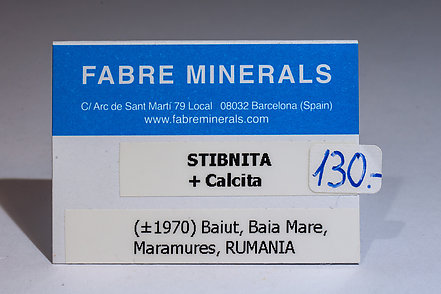 FABRE MINERALS
C/ Arc de Sant Martí 79 Local 08032 Barcelona (Spain)
www.fabreminerals.com
STIBNITA
+ Calcita
130.-
(±1970) Baiut, Baia Mare,
Maramures, RUMANIA